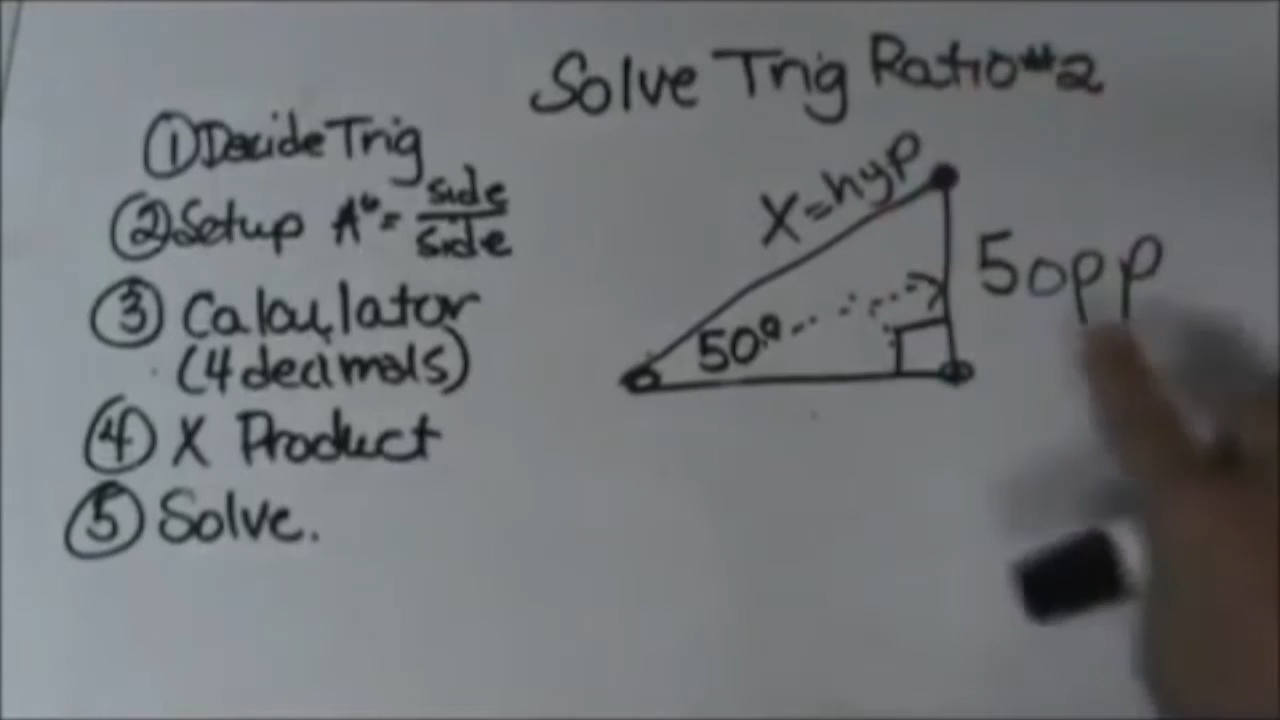 Solve Trig Ratio #2
① Decide Trig
② Setup A° = side/side
③ Calculator
(4 decimals)
④ X Product
⑤ Solve.
X = hyp
5 opp
50°